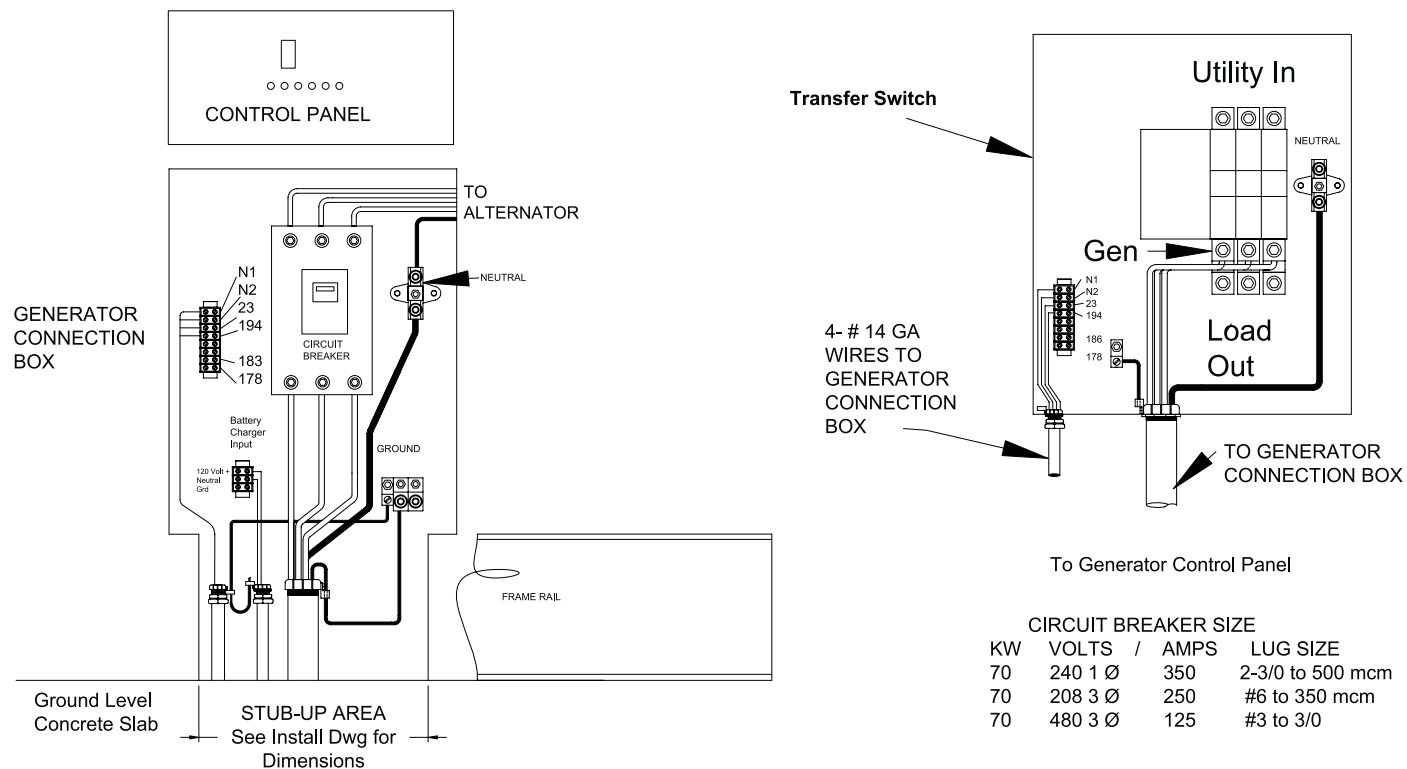 CONTROL PANEL
TO
ALTERNATOR
NEUTRAL
N1
N2
23
194
183
178
GENERATOR
CONNECTION
BOX
CIRCUIT
BREAKER
Battery
Charger
Input
120 Volt +
Neutral
Grd
GROUND
FRAME RAIL
Ground Level
Concrete Slab
STUB-UP AREA
See Install Dwg for
Dimensions
Transfer Switch
Utility In
NEUTRAL
Gen
N1
N2
23
194
186
178
Load
Out
4- # 14 GA
WIRES TO
GENERATOR
CONNECTION
BOX
TO GENERATOR
CONNECTION BOX
To Generator Control Panel
CIRCUIT BREAKER SIZE
KW VOLTS / AMPS LUG SIZE
70 240 1 Ø 350 2-3/0 to 500 mcm
70 208 3 Ø 250 #6 to 350 mcm
70 480 3 Ø 125 #3 to 3/0